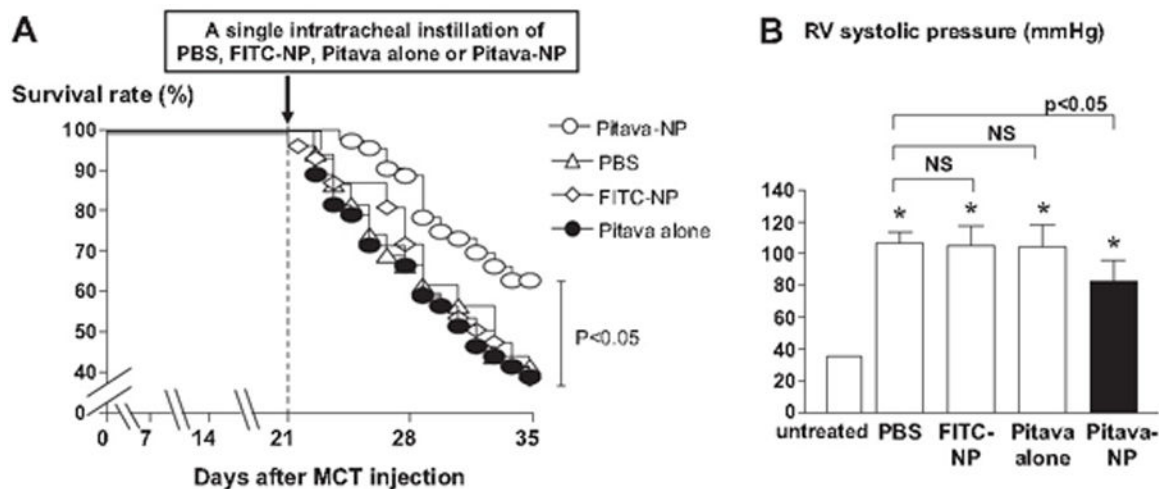 A
A single intratracheal instillation of
PBS, FITC-NP, Pitava alone or Pitava-NP
Survival rate (%)
100
90
80
70
60
50
40
0
0 7 14 21 28 35
Days after MCT injection
Pitava-NP
PBS
FITC-NP
Pitava alone
P<0.05
B RV systolic pressure (mmHg)
p<0.05
NS
NS
140
120
100
80
60
40
20
0
* * * *
untreated PBS FITC-NP Pitava alone Pitava-NP